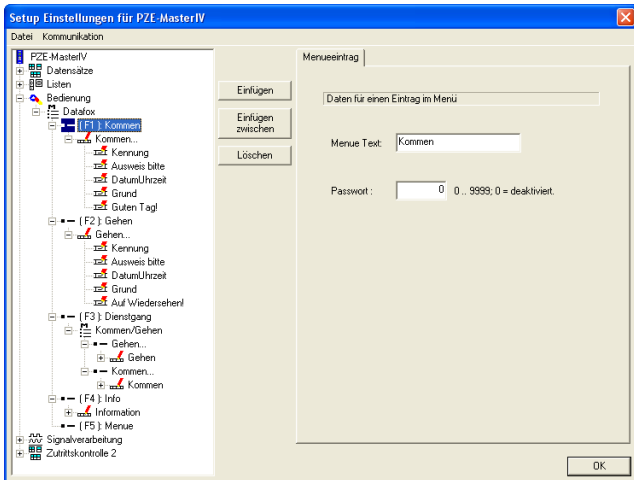 Setup Einstellungen für PZE-MasterIV
Datei Kommunikation
PZE-MasterIV
Datensätze
Listen
Bedienung
Datafox
( F1 ): Kommen
Kommen...
Kennung
Ausweis bitte
DatumUhrzeit
Grund
Guten Tag!
( F2 ): Gehen
Gehen...
Kennung
Ausweis bitte
DatumUhrzeit
Grund
Auf Wiedersehen!
( F3 ): Dienstgang
Kommen/Gehen
Gehen...
Gehen
Kommen...
Kommen
( F4 ): Info
Information
( F5 ): Menue
Signalverarbeitung
Zutrittskontrolle 2
Einfügen
Einfügen
zwischen
Löschen
Menueeintrag
Daten für einen Eintrag im Menü
Menue Text: Kommen
Passwort : 0 0 .. 9999; 0 = deaktiviert.
OK